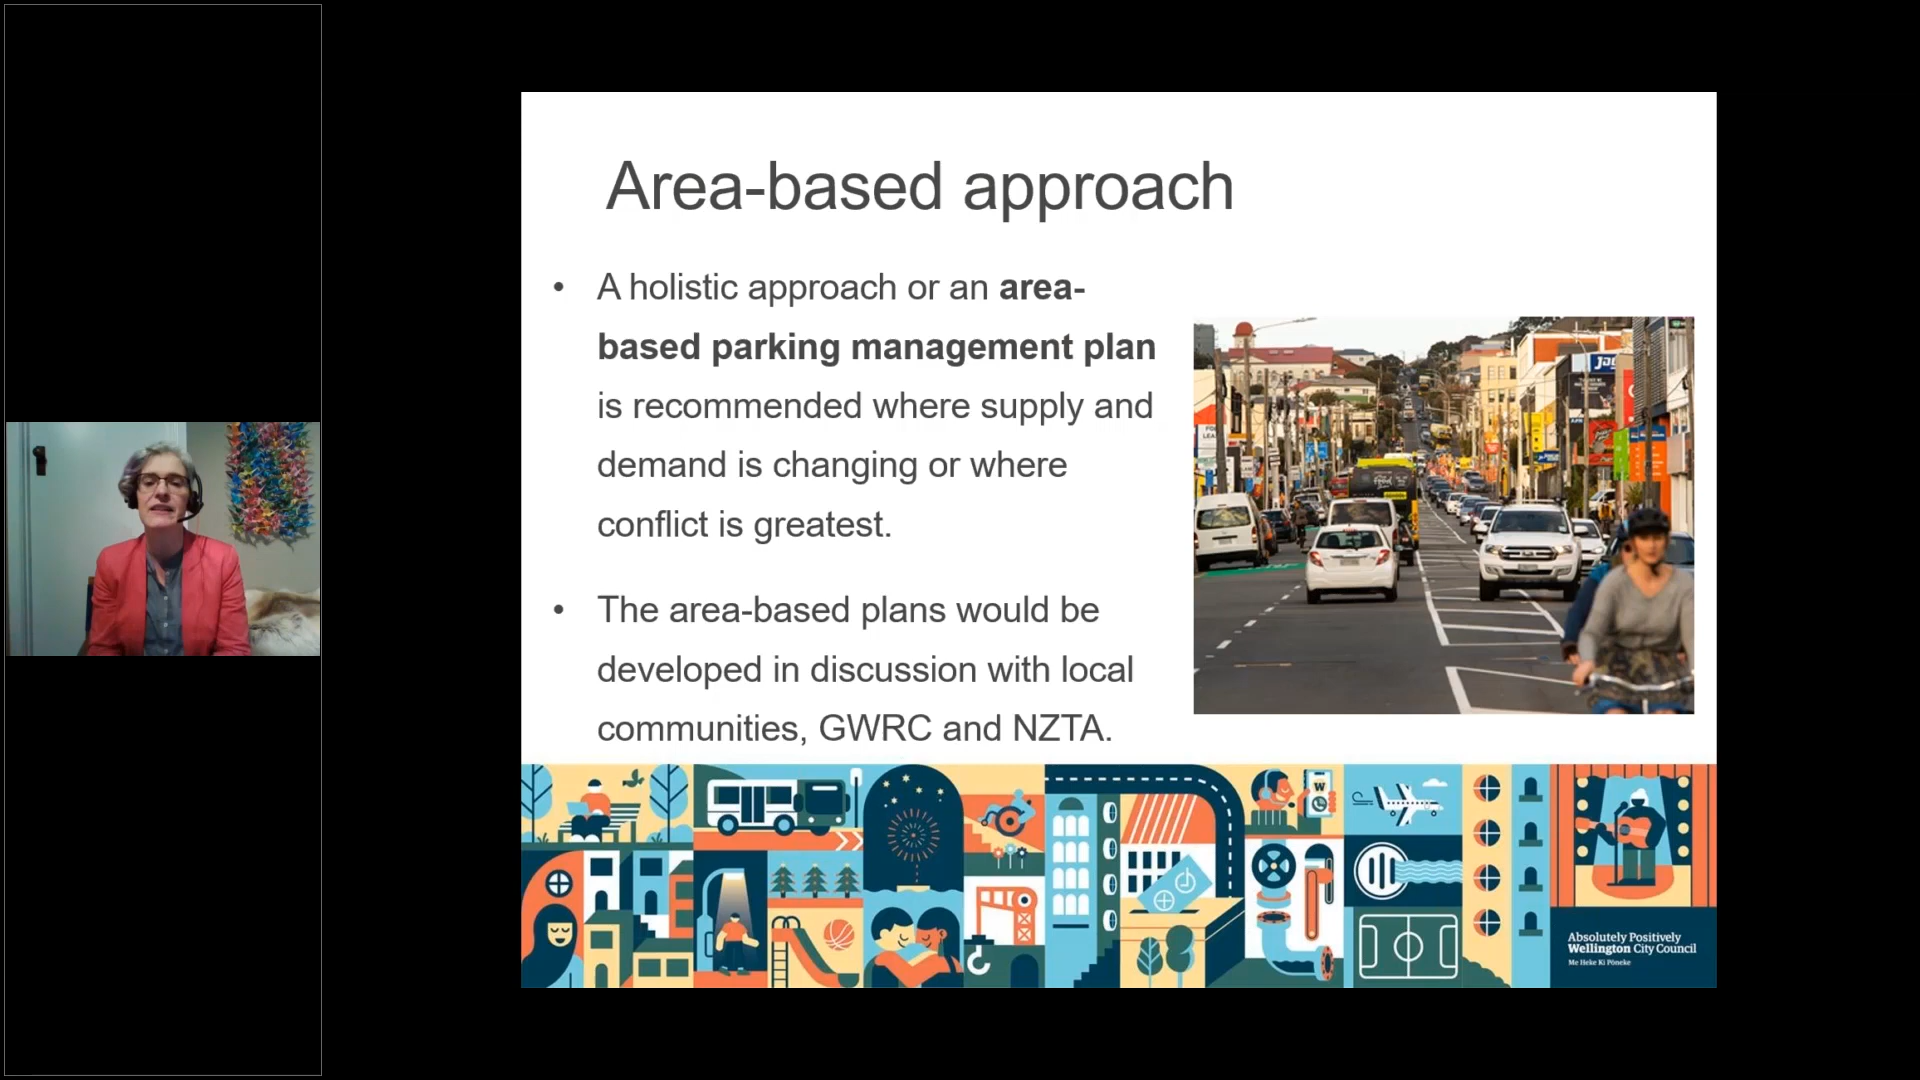 Area-based approach
• A holistic approach or an area-
based parking management plan
is recommended where supply and
demand is changing or where
conflict is greatest.
• The area-based plans would be
developed in discussion with local
communities, GWRC and NZTA.
W
Absolutely Positively
Wellington City Council
Me Heke Ki Pōneke